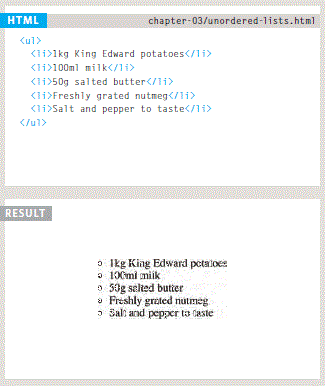 HTML
chapter-03/unordered-lists.html
<ul>
<li>1kg King Edward potatoes</li>
<li>100ml milk</li>
<li>50g salted butter</li>
<li>Freshly grated nutmeg</li>
<li>Salt and pepper to taste</li>
</ul>
RESULT
1kg King Edward potatoes
100ml milk
50g salted butter
Freshly grated nutmeg
Salt and pepper to taste